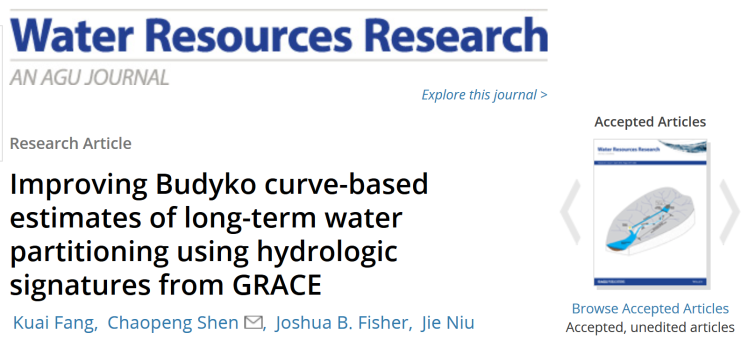 Water Resources Research
AN AGU JOURNAL
Explore this journal >
Research Article
Improving Budyko curve-based
estimates of long-term water
partitioning using hydrologic
signatures from GRACE
Kuai Fang, Chaopeng Shen, Joshua B. Fisher, Jie Niu
Accepted Articles
Water Resources Research
Browse Accepted Articles
Accepted, unedited articles